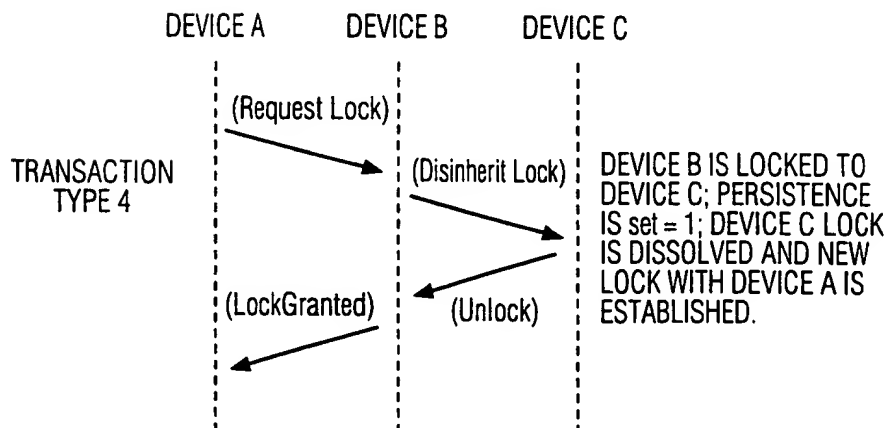 DEVICE A DEVICE B DEVICE C
(Request Lock)
TRANSACTION
TYPE 4
(Disinherit Lock)
DEVICE B IS LOCKED TO
DEVICE C; PERSISTENCE
IS set = 1; DEVICE C LOCK
IS DISSOLVED AND NEW
LOCK WITH DEVICE A IS
ESTABLISHED.
(LockGranted)
(Unlock)